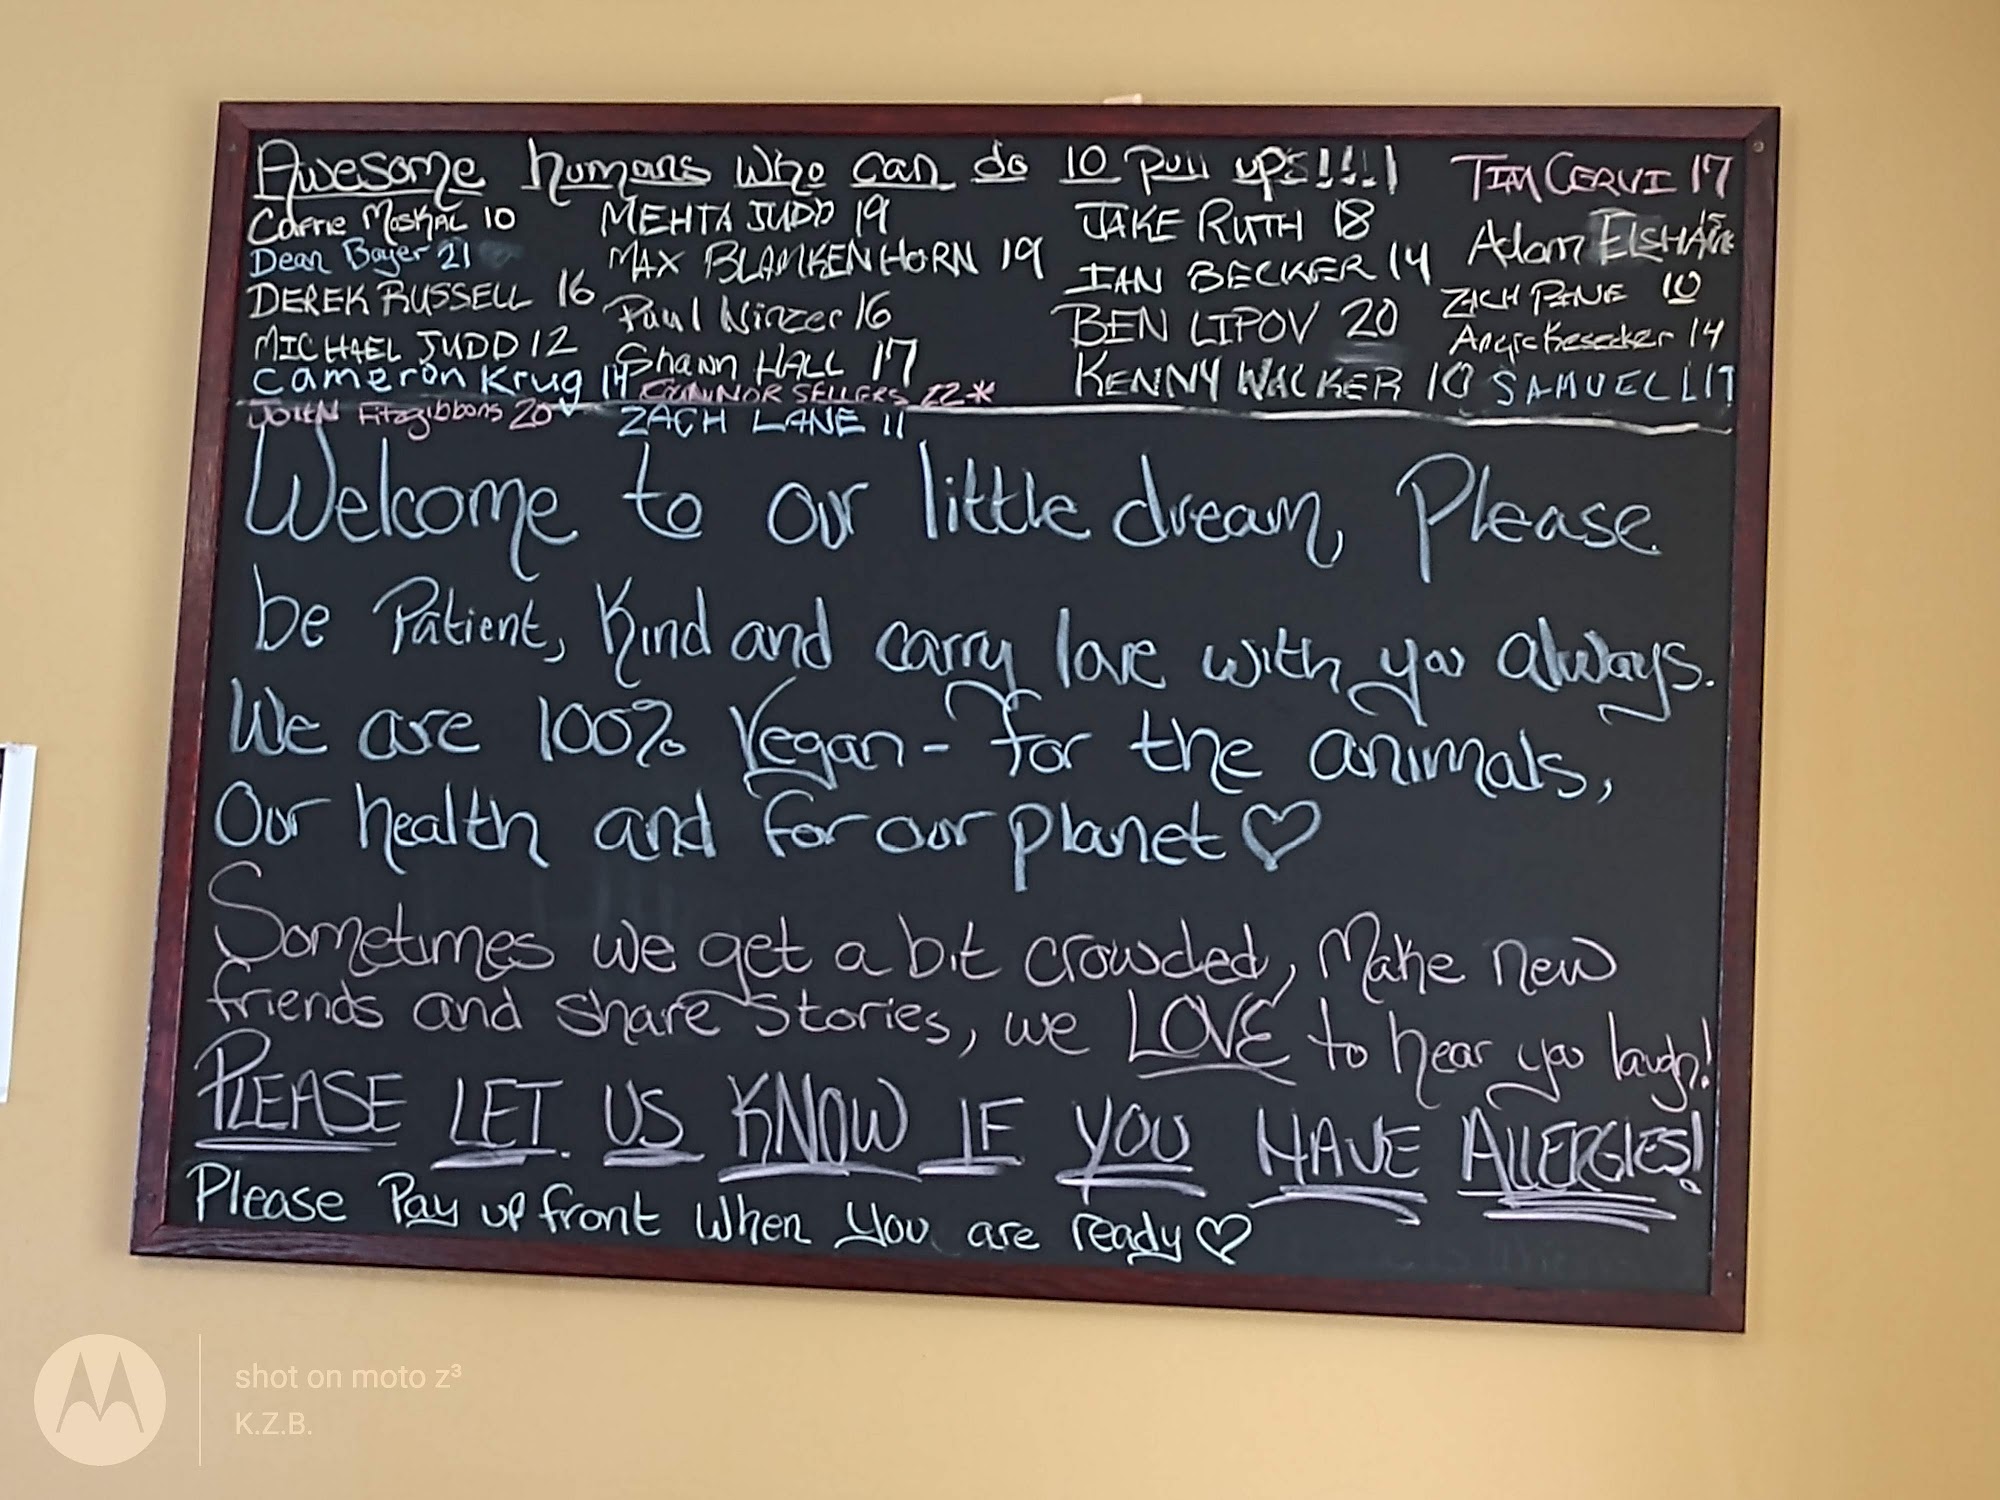 Awesome humans who can do 10 pull ups!!!!
Carrie Moskal 10
Dean Bayer 21
DEREK RUSSELL 16
MICHAEL JUDD 12
Cameron Krug 14
JOHN Fitzgibbons 20
MEHTA JUDD 19
MAX BLANKENHORN 19
Paul Winzer 16
Shawn HALL 17
CONNOR SELLERS 22*
ZACH LANE 11
JAKE RUTH 18
IAN BECKER 14
BEN LIPOV 20
KENNY WALKER 10
TIM CERVI 17
Adam 15
ZACH 10
Angie Kesecker 14
SAMUEL
Welcome to our little dream, Please
be Patient, Kind and carry love with you always.
We are 100% Vegan - for the animals,
Our health and for our planet ♡
Sometimes we get a bit crowded, Make new
friends and share stories, we LOVE to hear you laugh!
PLEASE LET US KNOW IF YOU HAVE ALLERGIES!
Please Pay up front when you are ready ♡
shot on moto z³
K.Z.B.